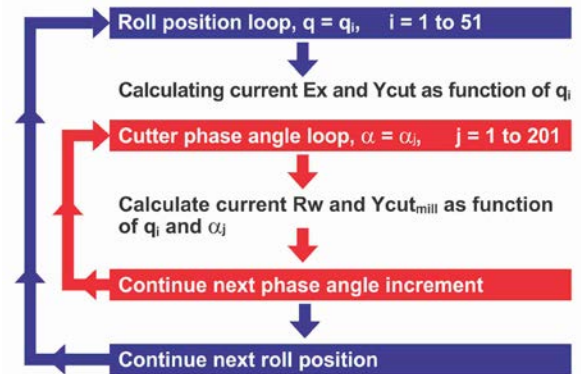 Roll position loop, q = qi, i = 1 to 51
Calculating current Ex and Ycut as function of qi
Cutter phase angle loop, α = αj, j = 1 to 201
Calculate current Rw and Ycutmill as function
of qi and αj
Continue next phase angle increment
Continue next roll position